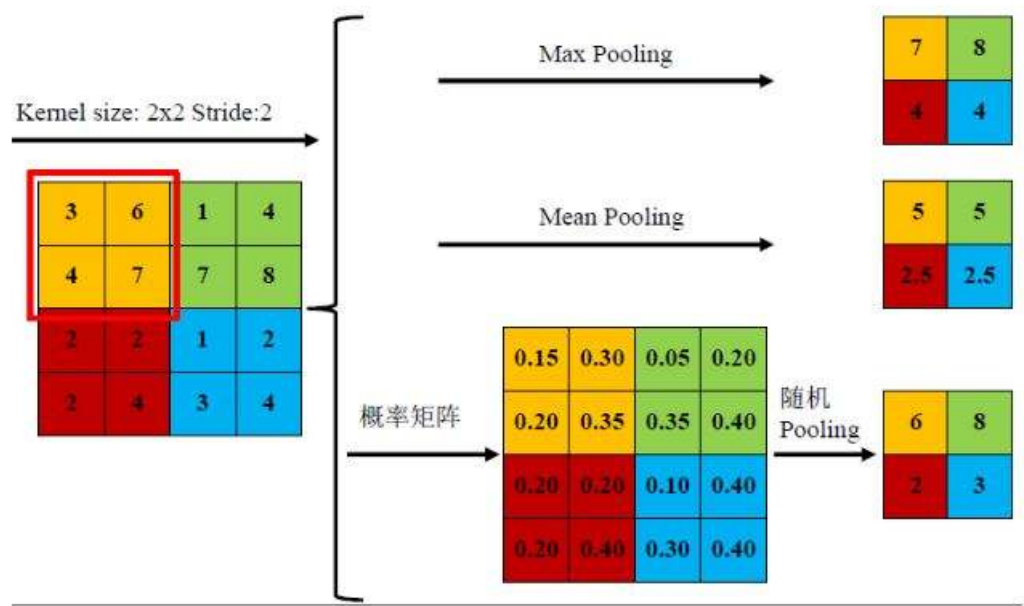 Max Pooling
7 8
4 4
Kernel size: 2x2 Stride:2
3 6 1 4
4 7 7 8
2 2 1 2
2 4 3 4
Mean Pooling
5 5
2.5 2.5
概率矩阵
0.15 0.30 0.05 0.20
0.20 0.35 0.35 0.40
0.20 0.20 0.10 0.40
0.20 0.40 0.30 0.40
随机
Pooling
6 8
2 3